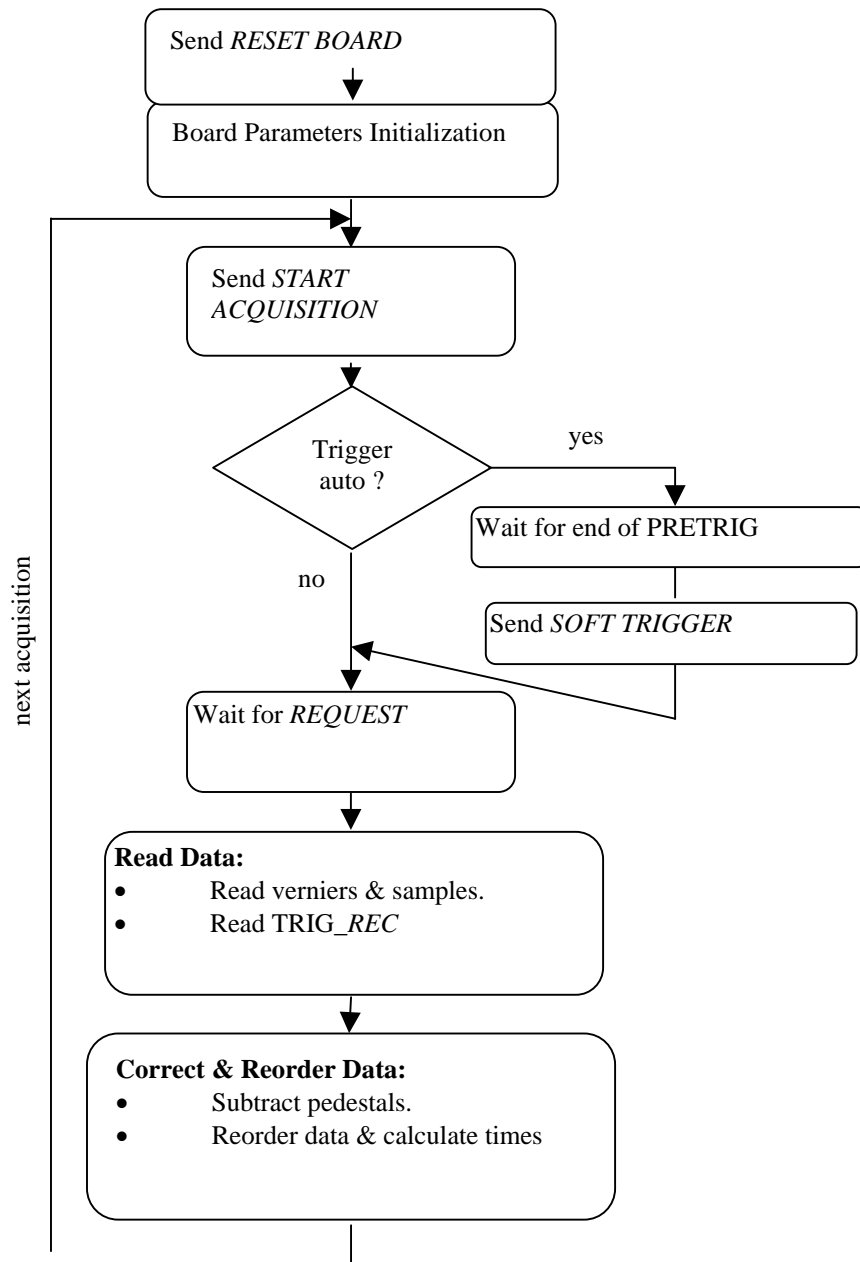 Send RESET BOARD
Board Parameters Initialization
Send START
ACQUISITION
Trigger
auto ?
yes
Wait for end of PRETRIG
no
Send SOFT TRIGGER
next acquisition
Wait for REQUEST
Read Data:
• Read verniers & samples.
• Read TRIG_REC
Correct & Reorder Data:
• Subtract pedestals.
• Reorder data & calculate times